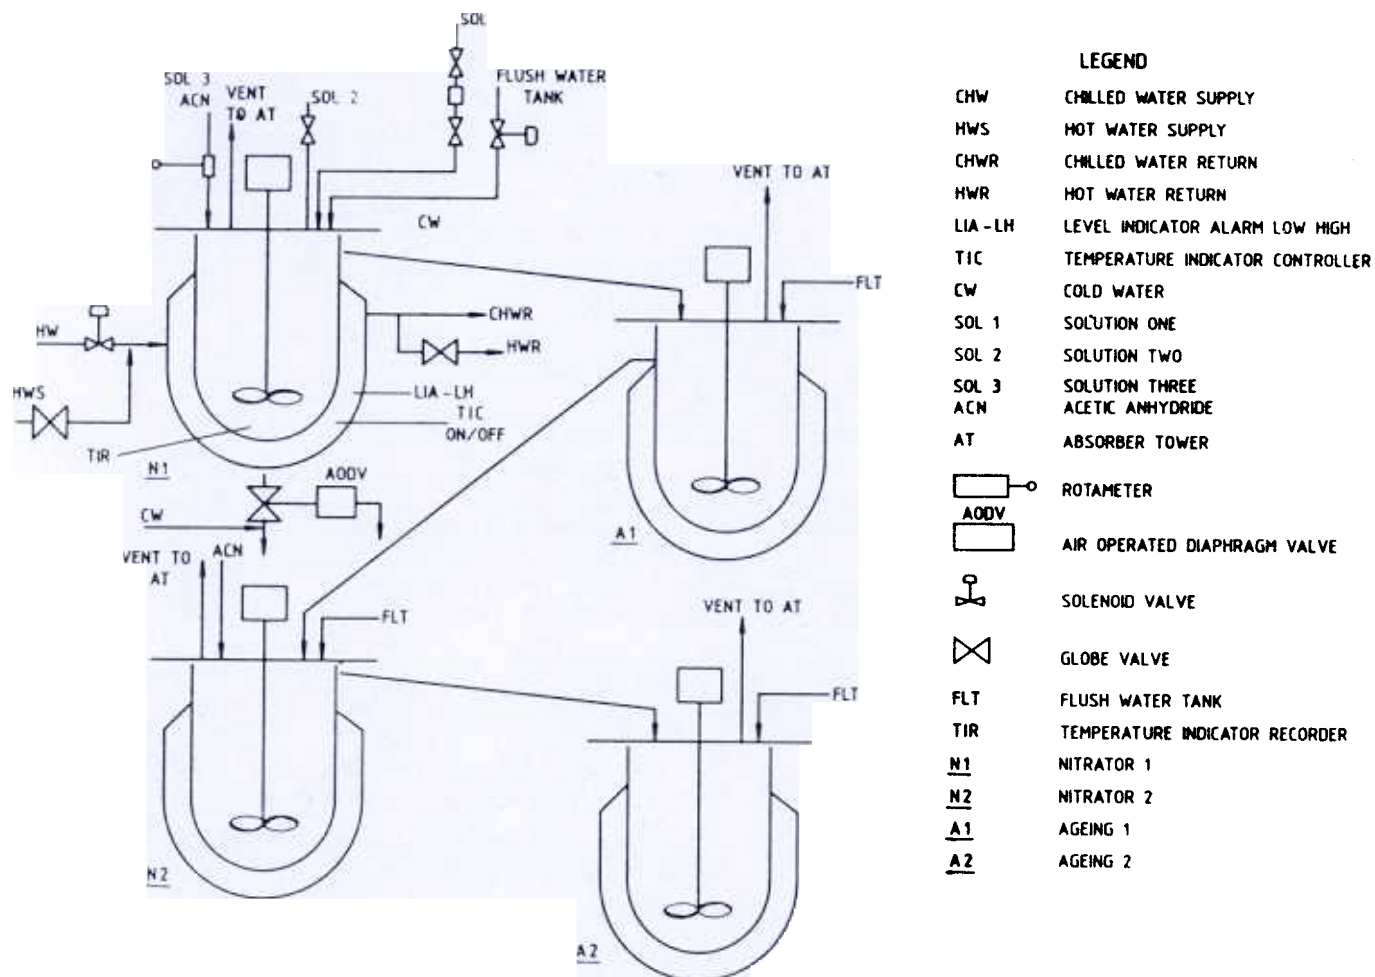 SOL
SOL 3
ACN
VENT
TO AT
SOL 2
FLUSH WATER
TANK
CW
VENT TO AT
FLT
HW
CHWR
HWR
HWS
LIA-LH
TIC
ON/OFF
TIR
N1
AODV
CW
A1
VENT TO
AT
ACN
FLT
VENT TO AT
FLT
N2
A2
LEGEND
CHW CHILLED WATER SUPPLY
HWS HOT WATER SUPPLY
CHWR CHILLED WATER RETURN
HWR HOT WATER RETURN
LIA-LH LEVEL INDICATOR ALARM LOW HIGH
TIC TEMPERATURE INDICATOR CONTROLLER
CW COLD WATER
SOL 1 SOLUTION ONE
SOL 2 SOLUTION TWO
SOL 3 SOLUTION THREE
ACN ACETIC ANHYDRIDE
AT ABSORBER TOWER
ROTAMETER
AODV
AIR OPERATED DIAPHRAGM VALVE
SOLENOID VALVE
GLOBE VALVE
FLT FLUSH WATER TANK
TIR TEMPERATURE INDICATOR RECORDER
N1 NITRATOR 1
N2 NITRATOR 2
A1 AGEING 1
A2 AGEING 2